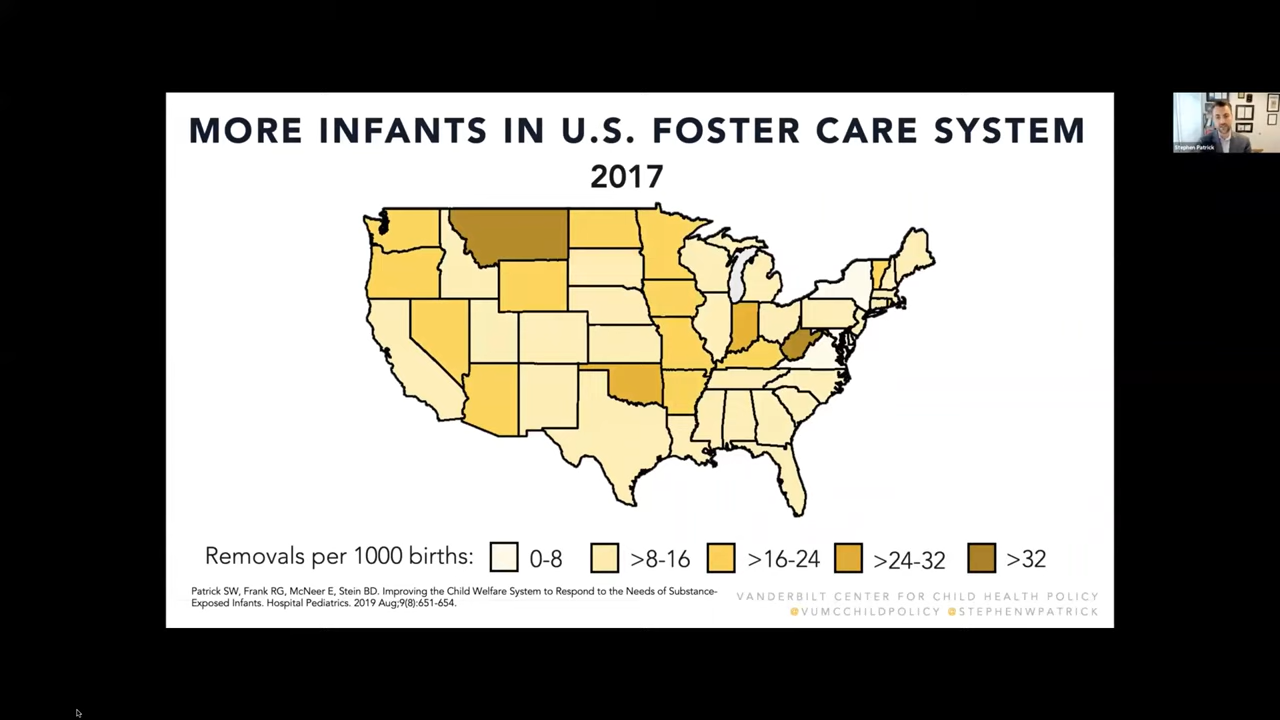 MORE INFANTS IN U.S. FOSTER CARE SYSTEM
2017
Stephen Patrick
Removals per 1000 births: 0-8 >8-16 >16-24 >24-32 >32
Patrick SW, Frank RG, McNeer E, Stein BD. Improving the Child Welfare System to Respond to the Needs of Substance-
Exposed Infants. Hospital Pediatrics. 2019 Aug;9(8):651-654.
VANDERBILT CENTER FOR CHILD HEALTH POLICY
@VUMCCHILDPOLICY @STEPHENWPATRICK